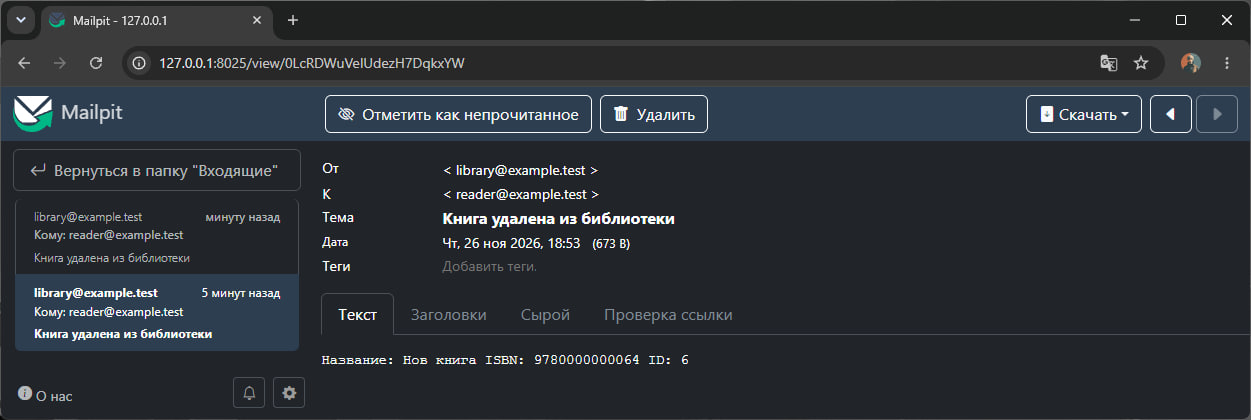 Mailpit - 127.0.0.1
127.0.0.1:8025/view/0LcRDWuVelUdezH7DqkxYW
Mailpit
Отметить как непрочитанное
Удалить
Скачать
Вернуться в папку "Входящие"
library@example.test минуту назад
Кому: reader@example.test
Книга удалена из библиотеки
library@example.test 5 минут назад
Кому: reader@example.test
Книга удалена из библиотеки
О нас
От < library@example.test >
К < reader@example.test >
Тема Книга удалена из библиотеки
Дата Чт, 26 ноя 2026, 18:53 (673 B)
Теги Добавить теги.
Текст Заголовки Сырой Проверка ссылки
Название: Нов книга ISBN: 9780000000064 ID: 6